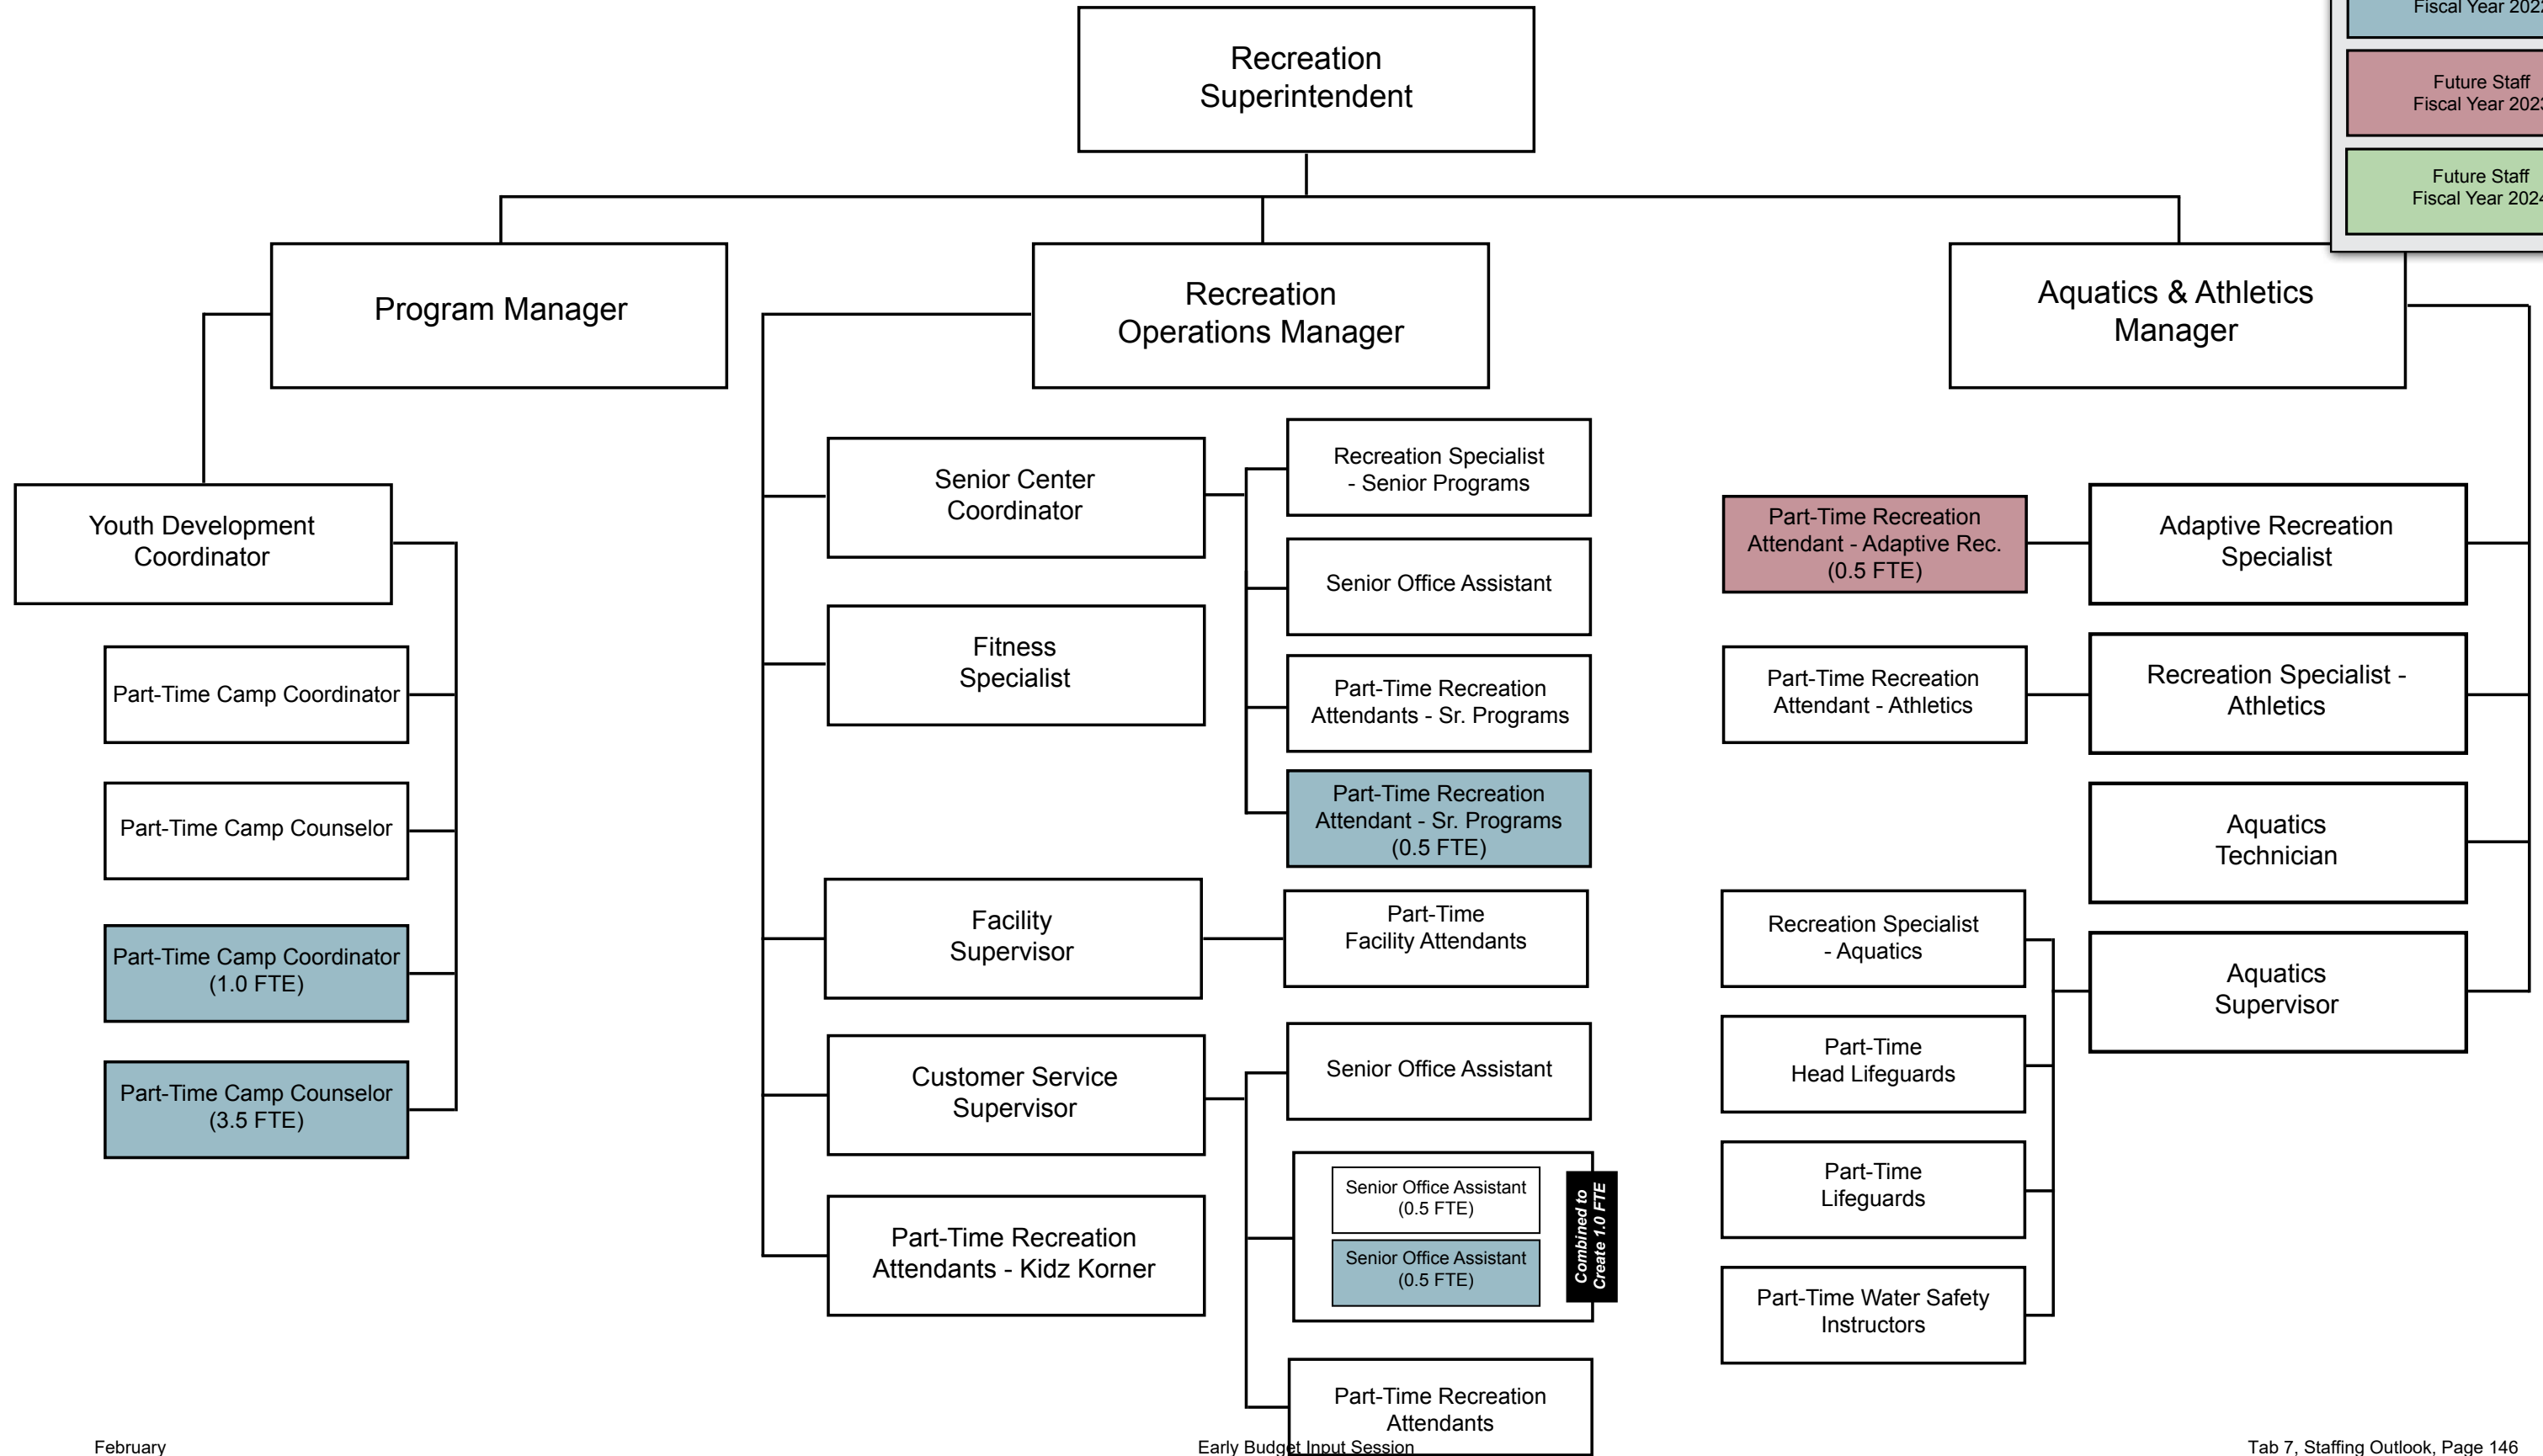 Recreation
Superintendent
Fiscal Year 2022
Future Staff
Fiscal Year 2023
Future Staff
Fiscal Year 2024
Program Manager
Recreation
Operations Manager
Aquatics & Athletics
Manager
Youth Development
Coordinator
Part-Time Camp Coordinator
Part-Time Camp Counselor
Part-Time Camp Coordinator
(1.0 FTE)
Part-Time Camp Counselor
(3.5 FTE)
Senior Center
Coordinator
Fitness
Specialist
Facility
Supervisor
Customer Service
Supervisor
Part-Time Recreation
Attendants - Kidz Korner
Recreation Specialist
- Senior Programs
Senior Office Assistant
Part-Time Recreation
Attendants - Sr. Programs
Part-Time Recreation
Attendant - Sr. Programs
(0.5 FTE)
Part-Time
Facility Attendants
Senior Office Assistant
Senior Office Assistant
(0.5 FTE)
Senior Office Assistant
(0.5 FTE)
Combined to
Create 1.0 FTE
Part-Time Recreation
Attendants
Part-Time Recreation
Attendant - Adaptive Rec.
(0.5 FTE)
Adaptive Recreation
Specialist
Part-Time Recreation
Attendant - Athletics
Recreation Specialist -
Athletics
Aquatics
Technician
Recreation Specialist
- Aquatics
Aquatics
Supervisor
Part-Time
Head Lifeguards
Part-Time
Lifeguards
Part-Time Water Safety
Instructors
February
Early Budget Input Session
Tab 7, Staffing Outlook, Page 146